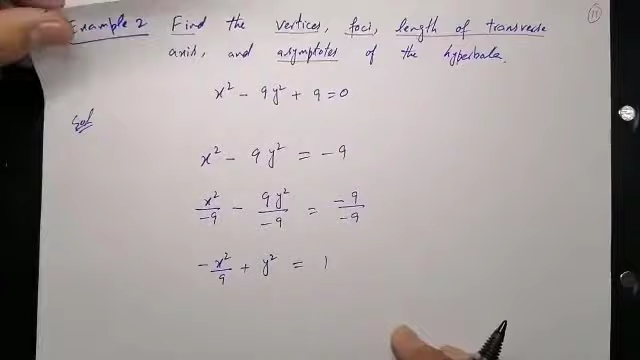 Example 2 Find the vertices, foci, length of transverse
11
axis, and asymptotes of the hyperbola.
x² - 9y² + 9 = 0
Sol
x² - 9y² = -9
x²/-9 - 9y²/-9 = -9/-9
-x²/9 + y² = 1